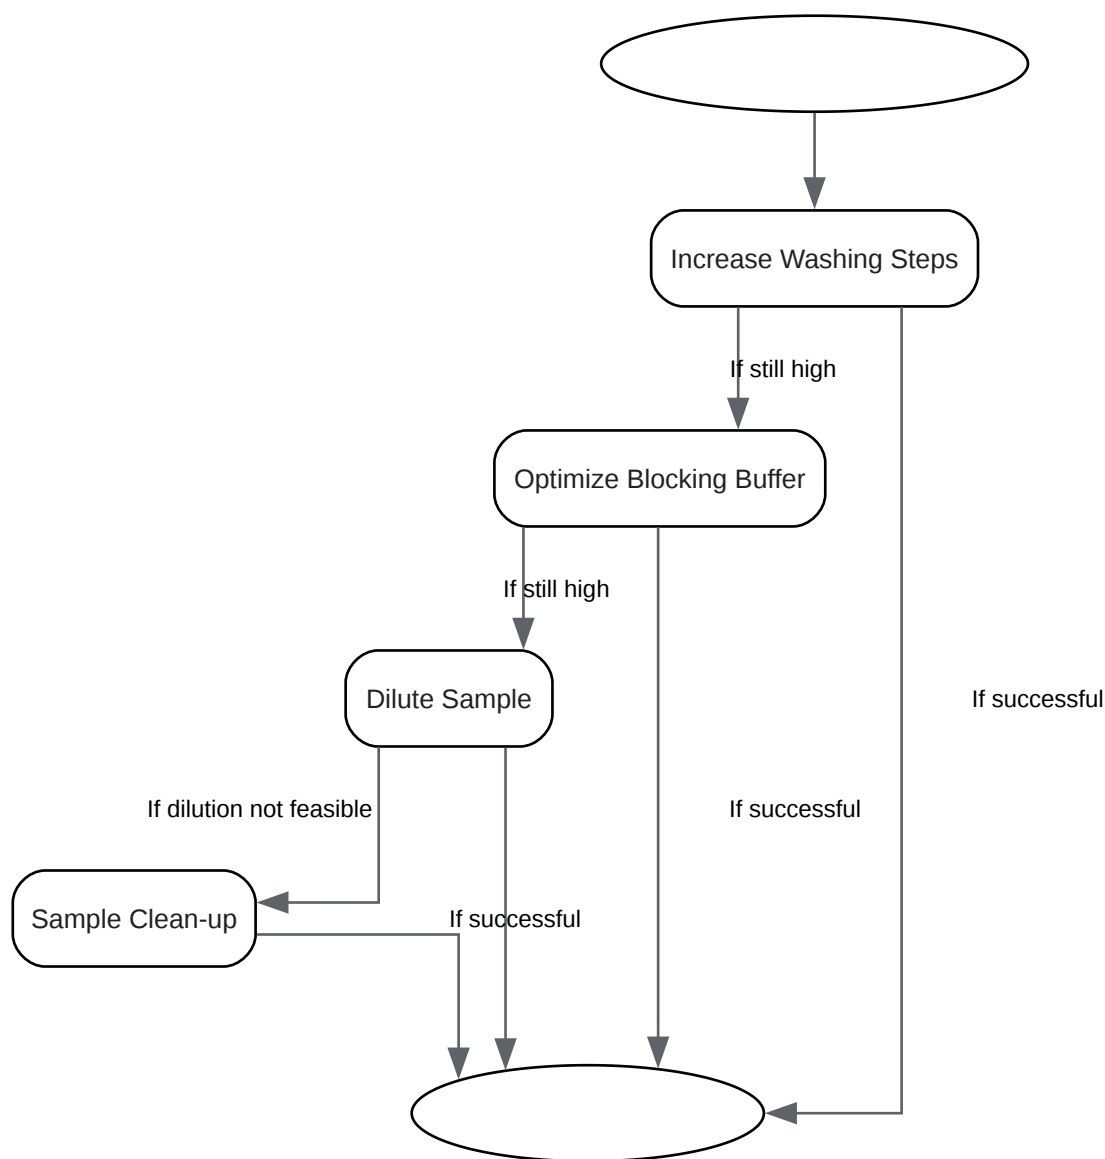 Increase Washing Steps
If still high
Optimize Blocking Buffer
If still high
Dilute Sample
If successful
If dilution not feasible
If successful
Sample Clean-up
If successful